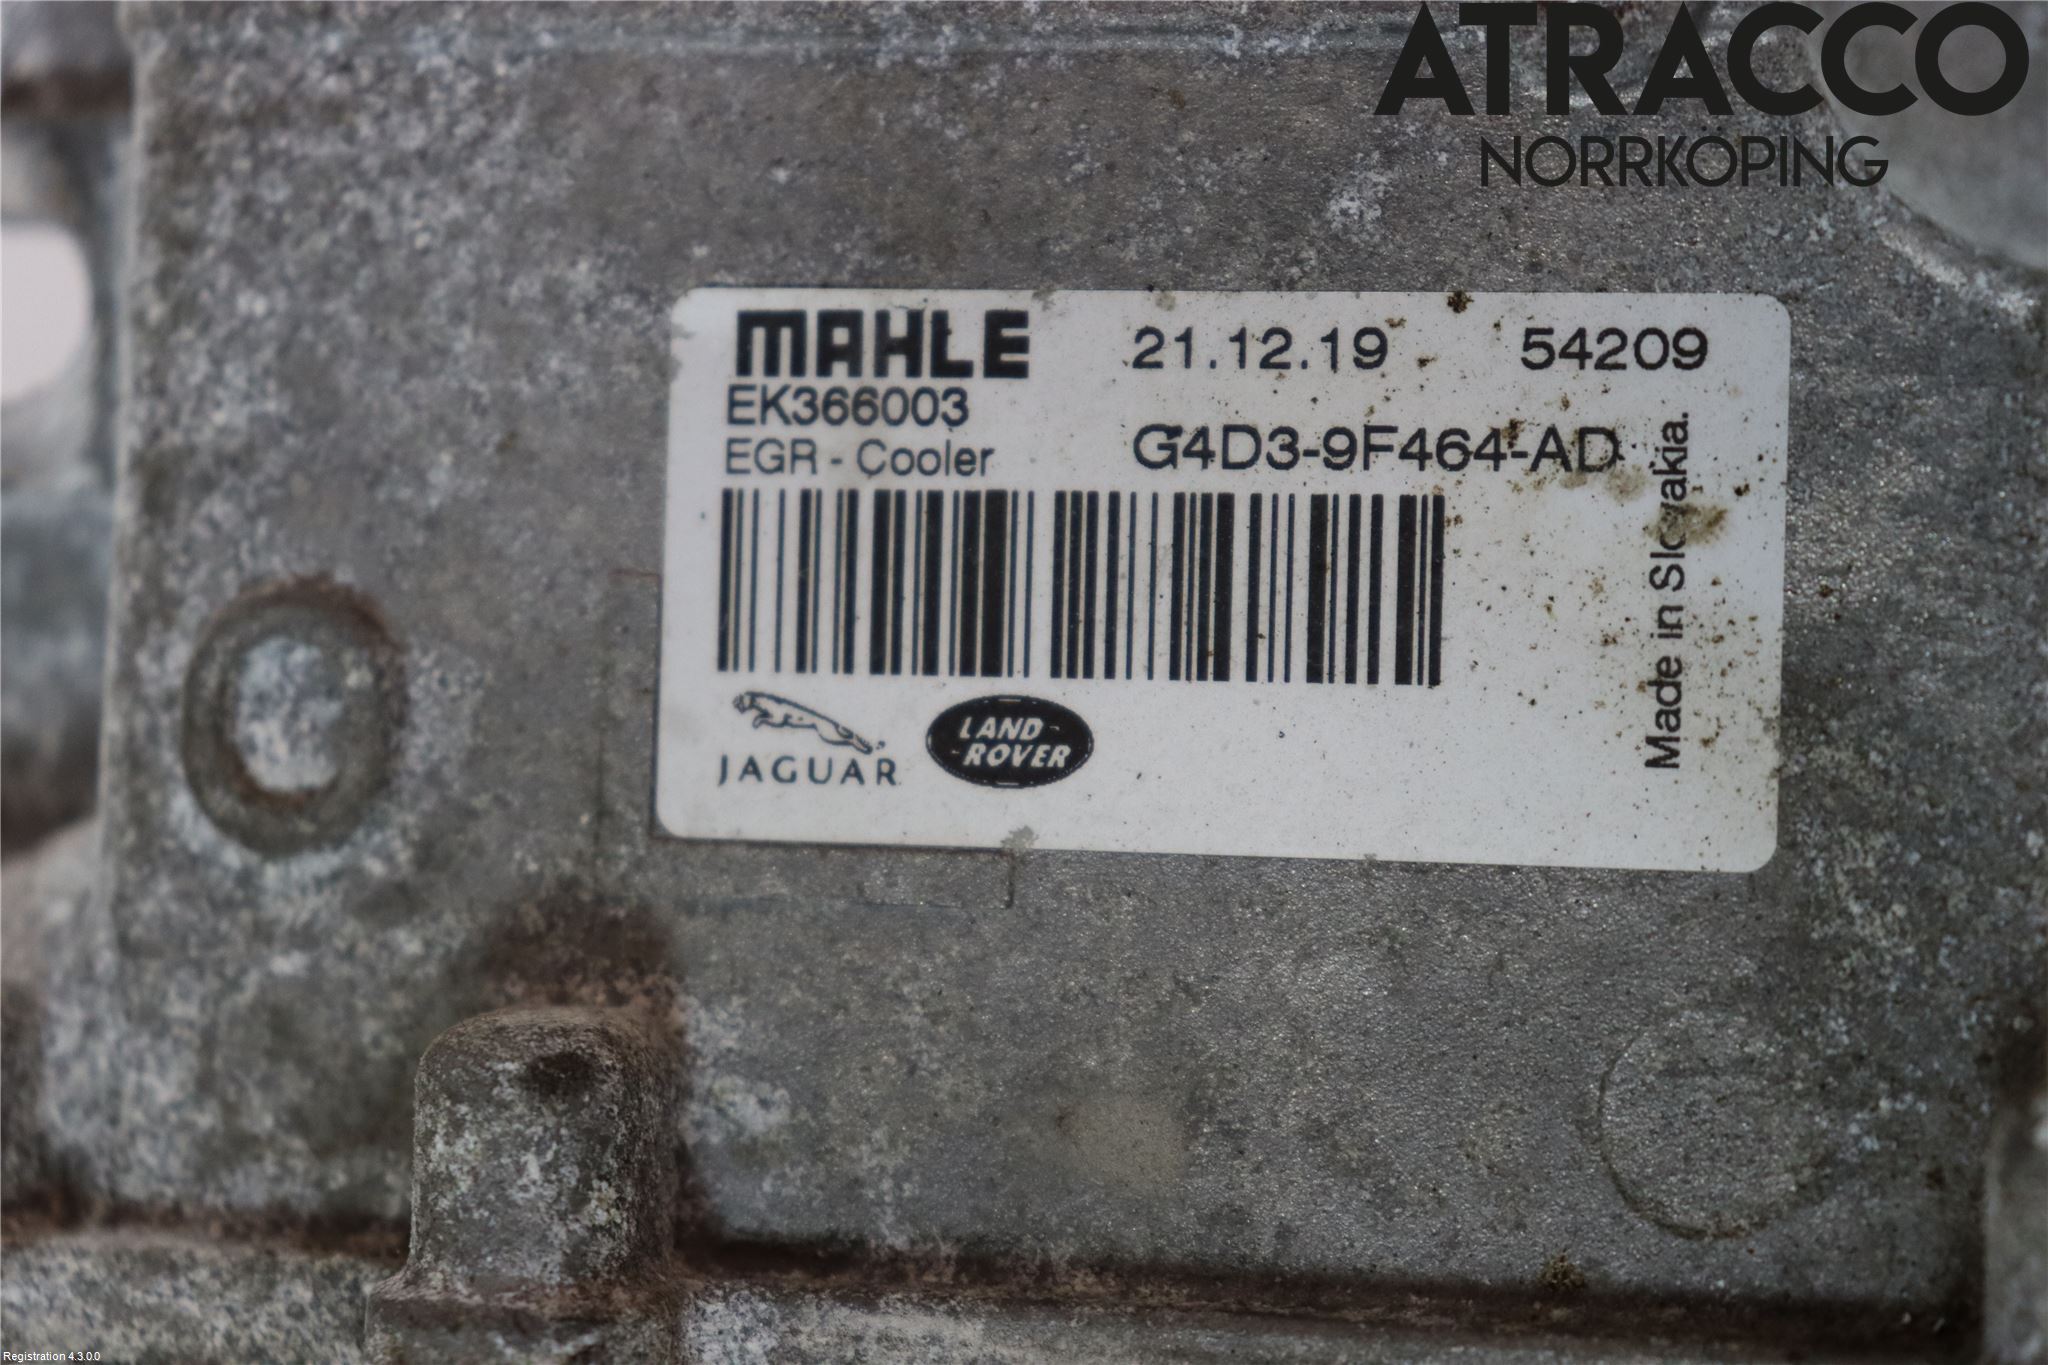 ATRACCO
NORRKÖPING
MAHLE
21.12.19
54209
EK366003
EGR - Cooler
G4D3-9F464-AD
Made in Slovakia.
JAGUAR
LAND-
-ROVER
Registration 4.3.0.0